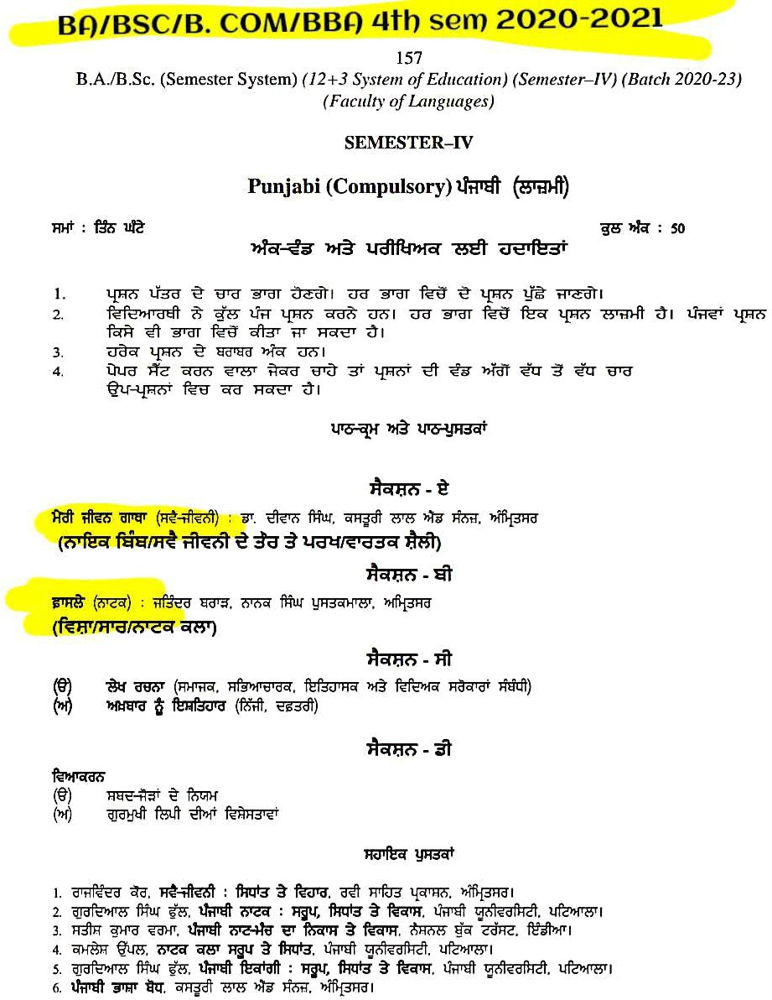 BA/BSC/B. COM/BBA 4th sem 2020-2021
157
B.A./B.Sc. (Semester System) (12+3 System of Education) (Semester–IV) (Batch 2020-23)
(Faculty of Languages)
SEMESTER–IV
Punjabi (Compulsory) ਪੰਜਾਬੀ (ਲਾਜ਼ਮੀ)
ਸਮਾਂ : ਤਿੰਨ ਘੰਟੇ ਕੁਲ ਅੰਕ : 50
ਅੰਕ-ਵੰਡ ਅਤੇ ਪਰੀਖਿਅਕ ਲਈ ਹਦਾਇਤਾਂ
1. ਪ੍ਰਸ਼ਨ ਪੱਤਰ ਦੇ ਚਾਰ ਭਾਗ ਹੋਣਗੇ। ਹਰ ਭਾਗ ਵਿਚੋਂ ਦੋ ਪ੍ਰਸ਼ਨ ਪੁੱਛੇ ਜਾਣਗੇ।
2. ਵਿਦਿਆਰਥੀ ਨੇ ਕੁੱਲ ਪੰਜ ਪ੍ਰਸ਼ਨ ਕਰਨੇ ਹਨ। ਹਰ ਭਾਗ ਵਿਚੋਂ ਇਕ ਪ੍ਰਸ਼ਨ ਲਾਜ਼ਮੀ ਹੈ। ਪੰਜਵਾਂ ਪ੍ਰਸ਼ਨ
ਕਿਸੇ ਵੀ ਭਾਗ ਵਿਚੋਂ ਕੀਤਾ ਜਾ ਸਕਦਾ ਹੈ।
3. ਹਰੇਕ ਪ੍ਰਸ਼ਨ ਦੇ ਬਰਾਬਰ ਅੰਕ ਹਨ।
4. ਪੇਪਰ ਸੈੱਟ ਕਰਨ ਵਾਲਾ ਜੇਕਰ ਚਾਹੇ ਤਾਂ ਪ੍ਰਸ਼ਨਾਂ ਦੀ ਵੰਡ ਅੱਗੋਂ ਵੱਧ ਤੋਂ ਵੱਧ ਚਾਰ
ਉਪ-ਪ੍ਰਸ਼ਨਾਂ ਵਿਚ ਕਰ ਸਕਦਾ ਹੈ।
ਪਾਠ-ਕ੍ਰਮ ਅਤੇ ਪਾਠ-ਪੁਸਤਕਾਂ
ਸੈਕਸ਼ਨ - ਏ
ਮੇਰੀ ਜੀਵਨ ਗਾਥਾ (ਸਵੈ-ਜੀਵਨੀ) : ਡਾ. ਦੀਵਾਨ ਸਿੰਘ, ਕਸਤੂਰੀ ਲਾਲ ਐਂਡ ਸੰਨਜ਼, ਅੰਮ੍ਰਿਤਸਰ
(ਨਾਇਕ ਬਿੰਬ/ਸਵੈ ਜੀਵਨੀ ਦੇ ਤੌਰ ਤੇ ਪਰਖ/ਵਾਰਤਕ ਸ਼ੈਲੀ)
ਸੈਕਸ਼ਨ - ਬੀ
ਫ਼ਾਸਲੇ (ਨਾਟਕ) : ਜਤਿੰਦਰ ਬਰਾੜ, ਨਾਨਕ ਸਿੰਘ ਪੁਸਤਕਮਾਲਾ, ਅਮ੍ਰਿਤਸਰ
(ਵਿਸ਼ਾ/ਸਾਰ/ਨਾਟਕ ਕਲਾ)
ਸੈਕਸ਼ਨ - ਸੀ
(ੳ) ਲੇਖ ਰਚਨਾ (ਸਮਾਜਕ, ਸਭਿਆਚਾਰਕ, ਇਤਿਹਾਸਕ ਅਤੇ ਵਿਦਿਅਕ ਸਰੋਕਾਰਾਂ ਸੰਬੰਧੀ)
(ਅ) ਅਖ਼ਬਾਰ ਨੂੰ ਇਸ਼ਤਿਹਾਰ (ਨਿੱਜੀ, ਦਫ਼ਤਰੀ)
ਸੈਕਸ਼ਨ - ਡੀ
ਵਿਆਕਰਨ
(ੳ) ਸ਼ਬਦ-ਜੋੜਾਂ ਦੇ ਨਿਯਮ
(ਅ) ਗੁਰਮੁਖੀ ਲਿਪੀ ਦੀਆਂ ਵਿਸ਼ੇਸਤਾਵਾਂ
ਸਹਾਇਕ ਪੁਸਤਕਾਂ
1. ਰਾਜਵਿੰਦਰ ਕੌਰ, ਸਵੈ-ਜੀਵਨੀ : ਸਿਧਾਂਤ ਤੇ ਵਿਹਾਰ, ਰਵੀ ਸਾਹਿਤ ਪ੍ਰਕਾਸ਼ਨ, ਅੰਮ੍ਰਿਤਸਰ।
2. ਗੁਰਦਿਆਲ ਸਿੰਘ ਫੁੱਲ, ਪੰਜਾਬੀ ਨਾਟਕ : ਸਰੂਪ, ਸਿਧਾਂਤ ਤੇ ਵਿਕਾਸ, ਪੰਜਾਬੀ ਯੂਨੀਵਰਸਿਟੀ, ਪਟਿਆਲਾ।
3. ਸਤੀਸ਼ ਕੁਮਾਰ ਵਰਮਾ, ਪੰਜਾਬੀ ਨਾਟ-ਮੰਚ ਦਾ ਨਿਕਾਸ ਤੇ ਵਿਕਾਸ, ਨੈਸ਼ਨਲ ਬੁੱਕ ਟਰੱਸਟ, ਇੰਡੀਆ।
4. ਕਮਲੇਸ਼ ਉੱਪਲ, ਨਾਟਕ ਕਲਾ ਸਰੂਪ ਤੇ ਸਿਧਾਂਤ, ਪੰਜਾਬੀ ਯੂਨੀਵਰਸਿਟੀ, ਪਟਿਆਲਾ।
5. ਗੁਰਦਿਆਲ ਸਿੰਘ ਫੁੱਲ, ਪੰਜਾਬੀ ਇਕਾਂਗੀ : ਸਰੂਪ, ਸਿਧਾਂਤ ਤੇ ਵਿਕਾਸ, ਪੰਜਾਬੀ ਯੂਨੀਵਰਸਿਟੀ, ਪਟਿਆਲਾ।
6. ਪੰਜਾਬੀ ਭਾਸ਼ਾ ਬੋਧ, ਕਸਤੂਰੀ ਲਾਲ ਐਂਡ ਸੰਨਜ਼, ਅੰਮ੍ਰਿਤਸਰ।